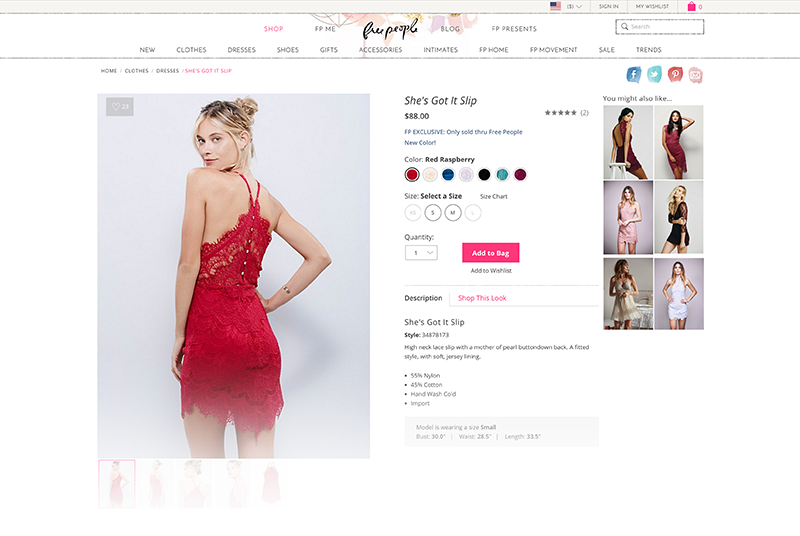 ($)
SIGN IN
MY WISHLIST
0
SHOP
FP ME
free people
BLOG
FP PRESENTS
Search
NEW
CLOTHES
DRESSES
SHOES
GIFTS
ACCESSORIES
INTIMATES
FP HOME
FP MOVEMENT
SALE
TRENDS
HOME / CLOTHES / DRESSES / SHE'S GOT IT SLIP
23
She's Got It Slip
$88.00
(2)
FP EXCLUSIVE: Only sold thru Free People
New Color!
Color: Red Raspberry
Size: Select a Size
Size Chart
XS
S
M
L
Quantity:
1
Add to Bag
Add to Wishlist
Description
Shop This Look
She's Got It Slip
Style: 34878173
High neck lace slip with a mother of pearl buttondown back. A fitted
style, with soft, jersey lining.
• 55% Nylon
• 45% Cotton
• Hand Wash Cold
• Import
Model is wearing a size Small
Bust: 30.0" | Waist: 28.5" | Length: 33.5"
You might also like...